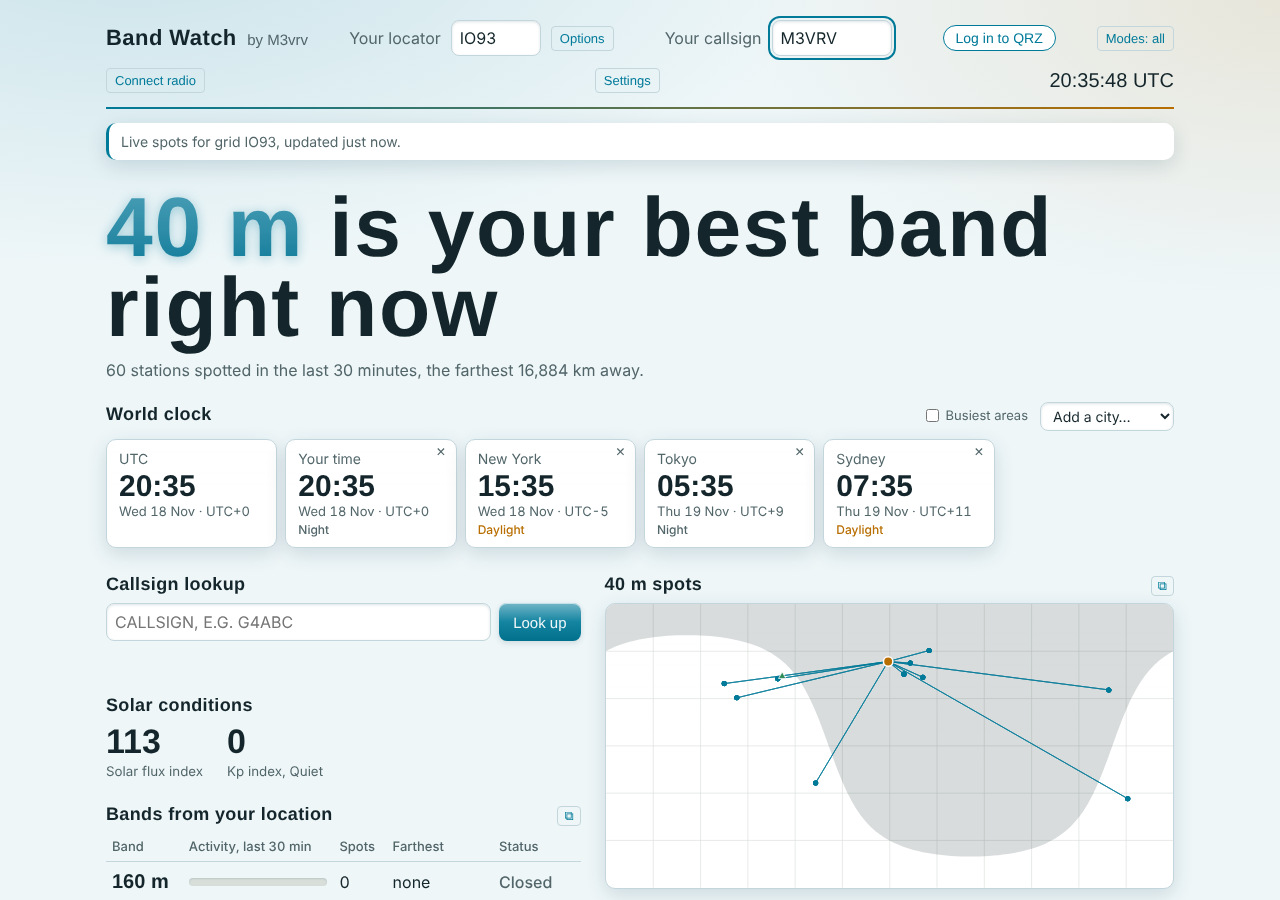 Band Watch by M3vrv Your locator IO93 Options Your callsign M3VRV Log in to QRZ Modes: all
Connect radio Settings 20:35:48 UTC
Live spots for grid IO93, updated just now.
40 m is your best band
right now
60 stations spotted in the last 30 minutes, the farthest 16,884 km away.
World clock Busiest areas Add a city...
UTC
20:35
Wed 18 Nov · UTC+0
Your time ×
20:35
Wed 18 Nov · UTC+0
Night
New York ×
15:35
Wed 18 Nov · UTC-5
Daylight
Tokyo ×
05:35
Thu 19 Nov · UTC+9
Night
Sydney ×
07:35
Thu 19 Nov · UTC+11
Daylight
Callsign lookup
CALLSIGN, E.G. G4ABC Look up
Solar conditions
113 0
Solar flux index Kp index, Quiet
Bands from your location
Band Activity, last 30 min Spots Farthest Status
160 m 0 none Closed
40 m spots